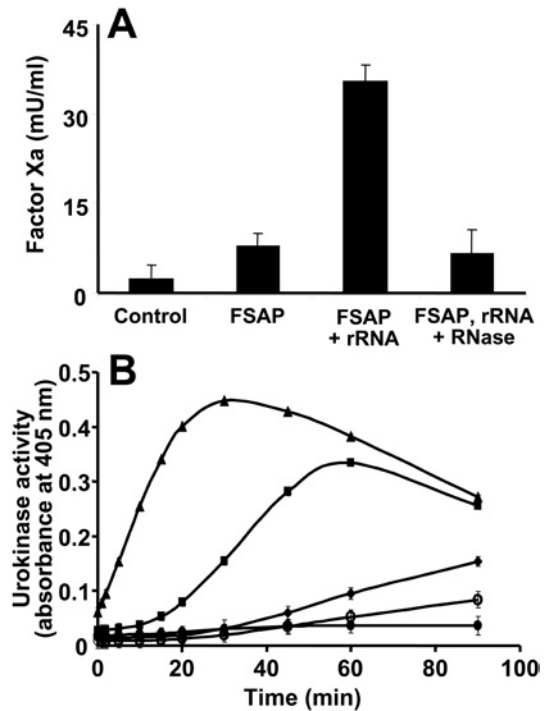 A
Factor Xa (mU/ml)
45
30
15
0
Control
FSAP
FSAP
+ rRNA
FSAP, rRNA
+ RNase
B
Urokinase activity
(absorbance at 405 nm)
0.5
0.4
0.3
0.2
0.1
0
0
20
40
60
80
100
Time (min)